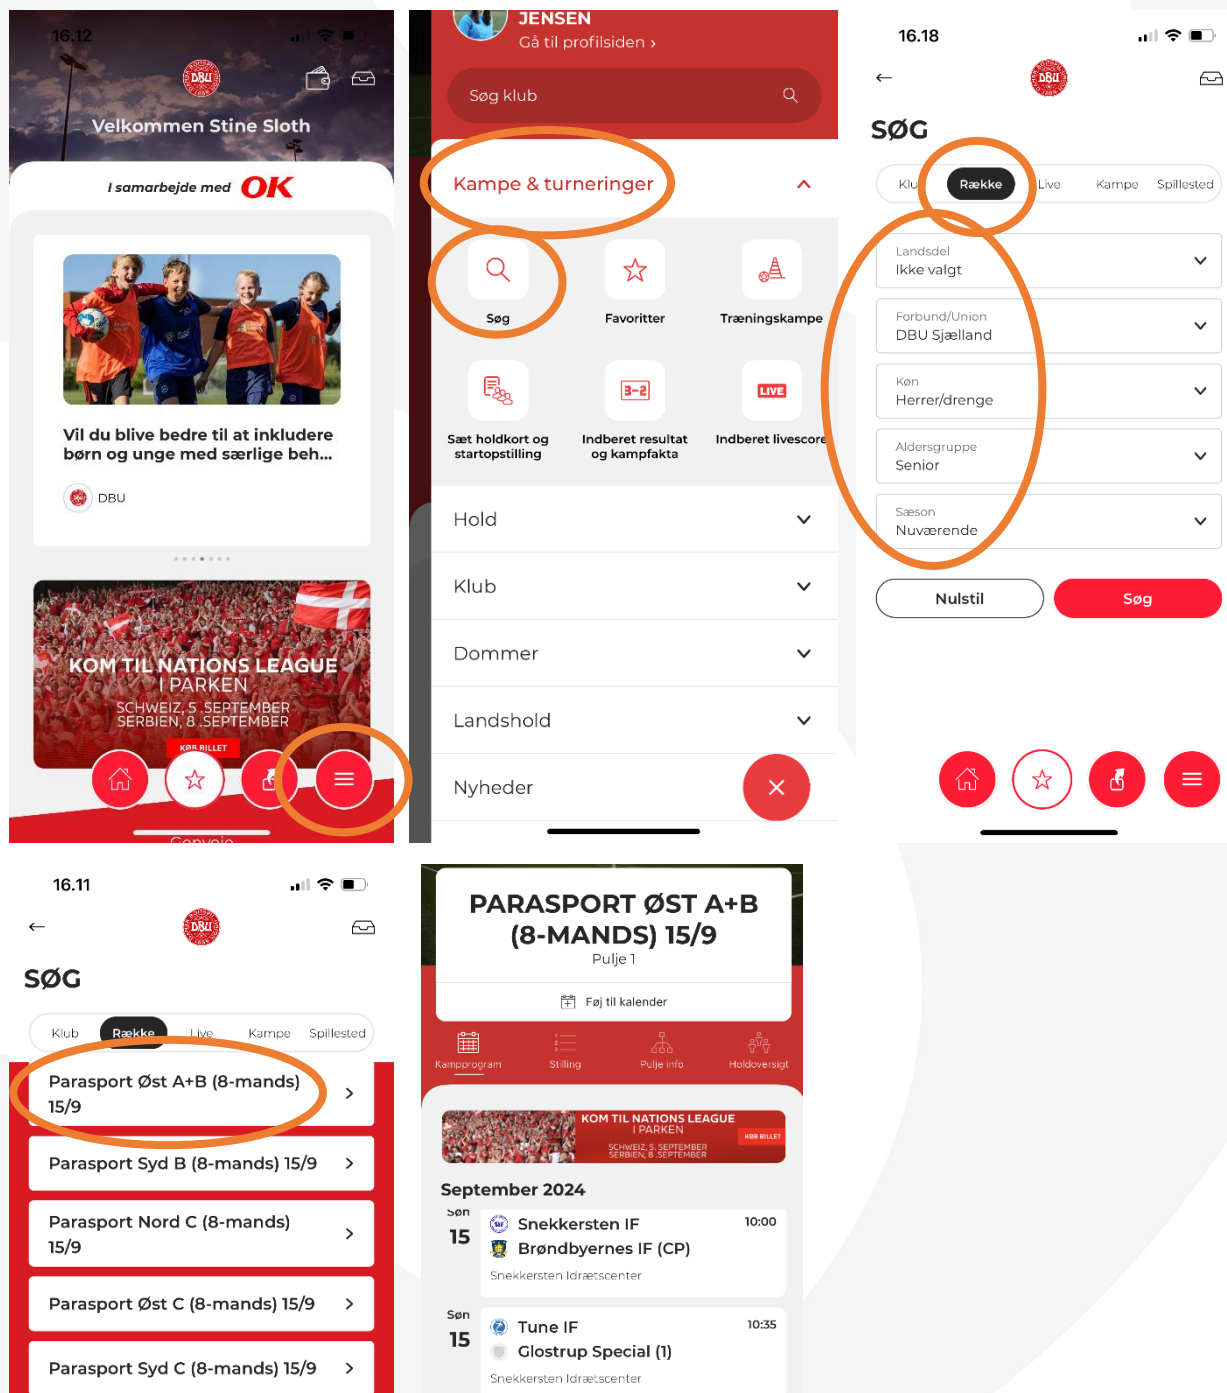 16.12
DBU
Velkommen Stine Sloth
I samarbejde med OK
Vil du blive bedre til at inkludere
børn og unge med særlige beh...
DBU
KOM TIL NATIONS LEAGUE
I PARKEN
SCHWEIZ, 5 .SEPTEMBER
SERBIEN, 8 .SEPTEMBER
KØB BILLET
Genveje
JENSEN
Gå til profilsiden ›
Søg klub
Kampe & turneringer
Søg
Favoritter
Træningskampe
3-2
LIVE
Sæt holdkort og
startopstilling
Indberet resultat
og kampfakta
Indberet livescore
Hold
Klub
Dommer
Landshold
Nyheder
16.18
DBU
SØG
Klu
Række
Live
Kampe
Spillested
Landsdel
Ikke valgt
Forbund/Union
DBU Sjælland
Køn
Herrer/drenge
Aldersgruppe
Senior
Sæson
Nuværende
Nulstil
Søg
16.11
DBU
SØG
Klub
Række
Live
Kampe
Spillested
Parasport Øst A+B (8-mands)
15/9
Parasport Syd B (8-mands) 15/9
Parasport Nord C (8-mands)
15/9
Parasport Øst C (8-mands) 15/9
Parasport Syd C (8-mands) 15/9
PARASPORT ØST A+B
(8-MANDS) 15/9
Pulje 1
Føj til kalender
Kampprogram
Stilling
Pulje info
Holdoversigt
KOM TIL NATIONS LEAGUE
I PARKEN
SCHWEIZ, 5. SEPTEMBER
SERBIEN, 8 .SEPTEMBER
KØB BILLET
September 2024
Søn
15
Snekkersten IF
10:00
Brøndbyernes IF (CP)
Snekkersten Idrætscenter
Søn
15
Tune IF
10:35
Glostrup Special (1)
Snekkersten Idrætscenter